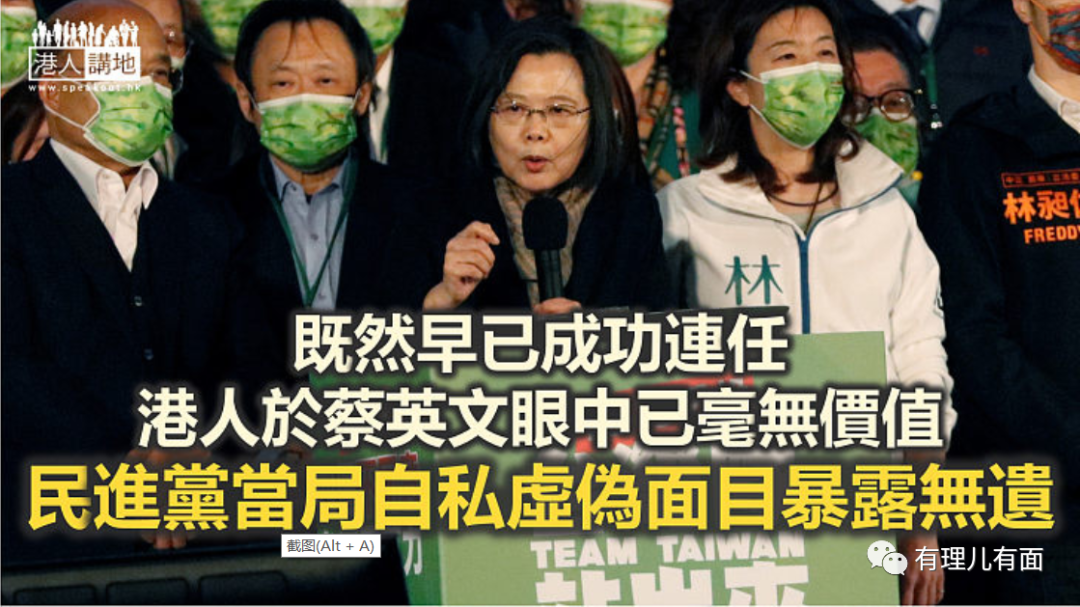 港人講地
www.speakout.hk
林
林昶佐
FREDDY
既然早已成功連任
港人於蔡英文眼中已毫無價值
民進黨當局自私虛偽面目暴露無遺
截图(Alt + A)
TEAM TAIWAN
站出來
有理儿有面